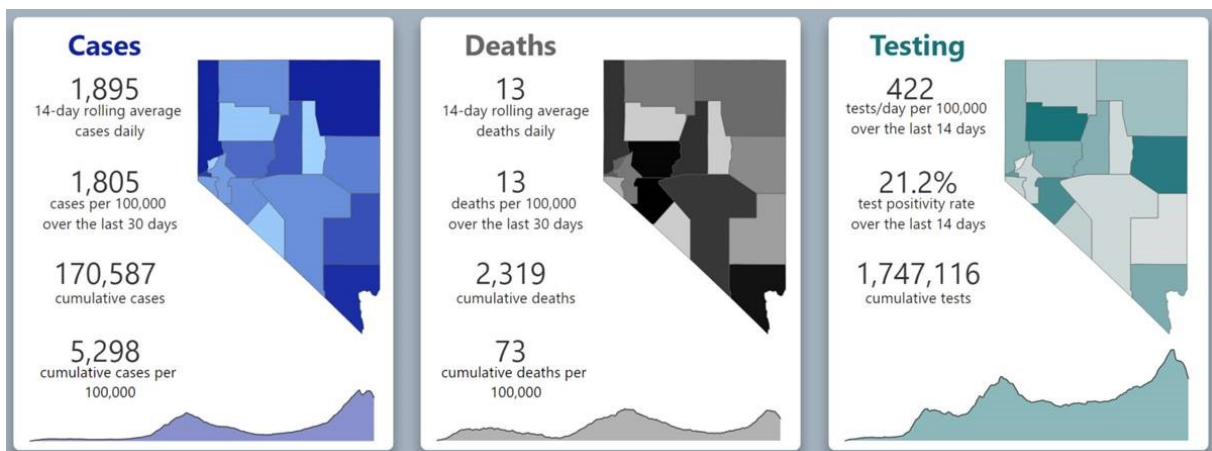 Cases
1,895
14-day rolling average
cases daily
1,805
cases per 100,000
over the last 30 days
170,587
cumulative cases
5,298
cumulative cases per
100,000
Deaths
13
14-day rolling average
deaths daily
13
deaths per 100,000
over the last 30 days
2,319
cumulative deaths
73
cumulative deaths per
100,000
Testing
422
tests/day per 100,000
over the last 14 days
21.2%
test positivity rate
over the last 14 days
1,747,116
cumulative tests